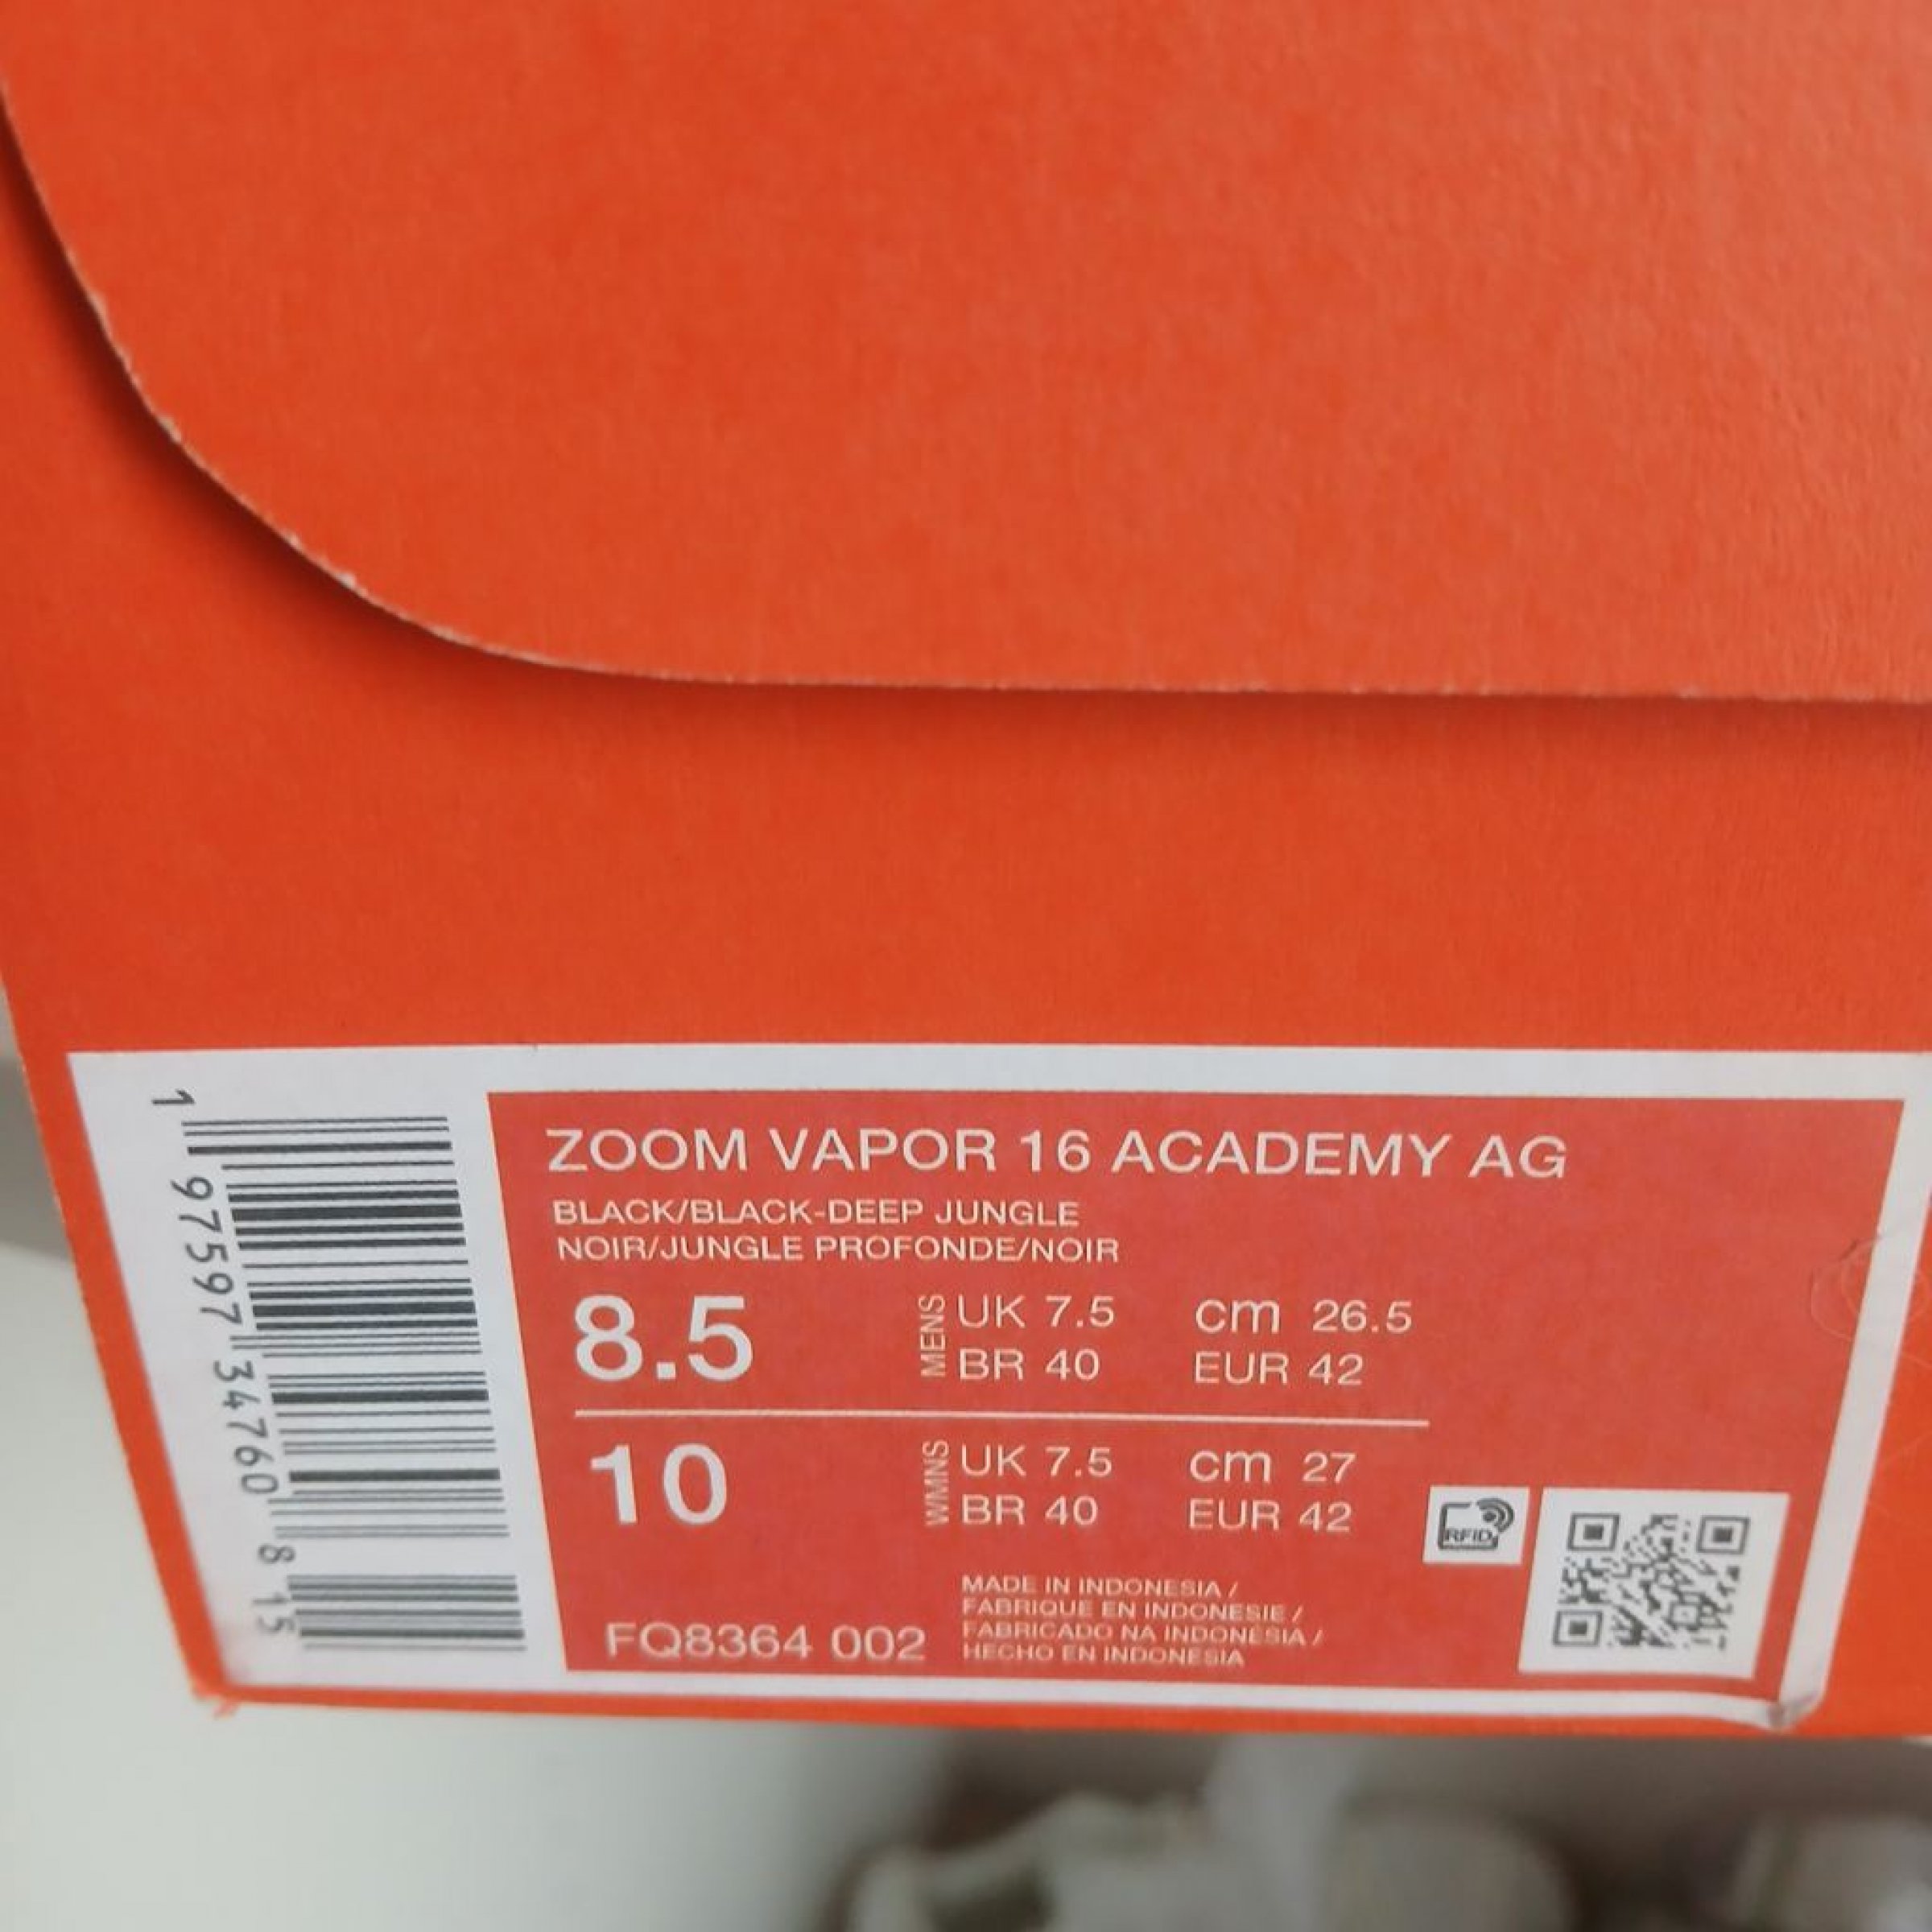 1 97597 34760 8 15
ZOOM VAPOR 16 ACADEMY AG
BLACK/BLACK-DEEP JUNGLE
NOIR/JUNGLE PROFONDE/NOIR
8.5
MENS
UK 7.5 cm 26.5
BR 40 EUR 42
10
WMNS
UK 7.5 cm 27
BR 40 EUR 42
RFID
FQ8364 002
MADE IN INDONESIA /
FABRIQUE EN INDONESIE /
FABRICADO NA INDONÉSIA /
HECHO EN INDONESIA